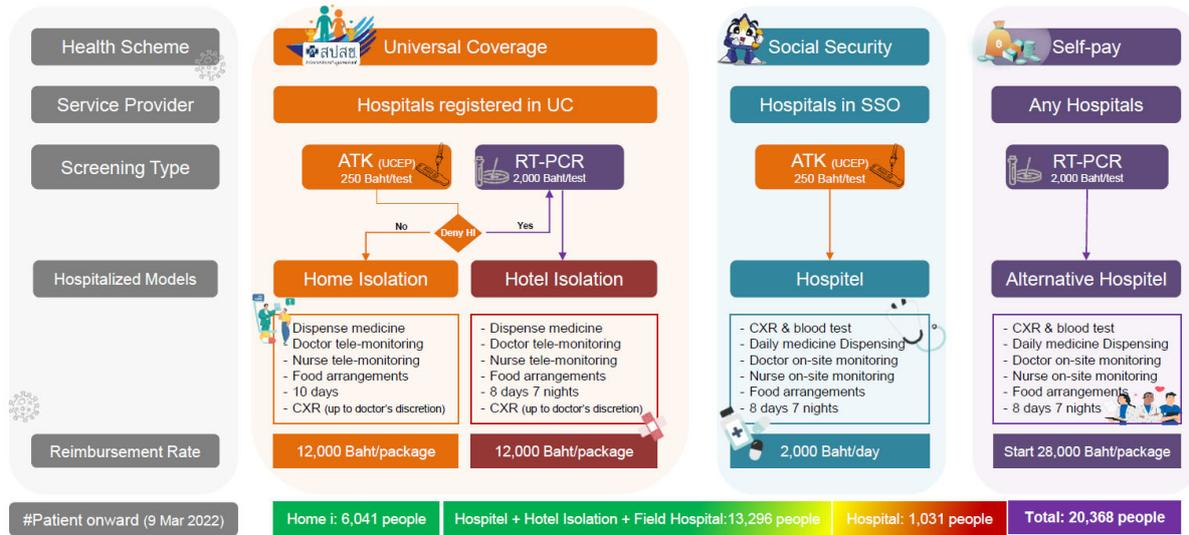 Health Scheme
สปสช
Universal Coverage
Social Security
Self-pay
Service Provider
Hospitals registered in UC
Hospitals in SSO
Any Hospitals
Screening Type
ATK (UCEP)
250 Baht/test
RT-PCR
2,000 Baht/test
ATK (UCEP)
250 Baht/test
RT-PCR
2,000 Baht/test
No
Deny HI
Yes
Hospitalized Models
Home Isolation
Hotel Isolation
Hospitel
Alternative Hospitel
Dispense medicine
- Doctor tele-monitoring
- Nurse tele-monitoring
- Food arrangements
- 10 days
- CXR (up to doctor's discretion)
- Dispense medicine
- Doctor tele-monitoring
- Nurse tele-monitoring
- Food arrangements
- 8 days 7 nights
- CXR (up to doctor's discretion)
- CXR & blood test
- Daily medicine Dispensing
- Doctor on-site monitoring
- Nurse on-site monitoring
- Food arrangements
- 8 days 7 nights
- CXR & blood test
- Daily medicine Dispensing
- Doctor on-site monitoring
- Nurse on-site monitoring
- Food arrangements
- 8 days 7 nights
Reimbursement Rate
12,000 Baht/package
12,000 Baht/package
2,000 Baht/day
Start 28,000 Baht/package
#Patient onward (9 Mar 2022)
Home i: 6,041 people
Hospitel + Hotel Isolation + Field Hospital:13,296 people
Hospital: 1,031 people
Total: 20,368 people